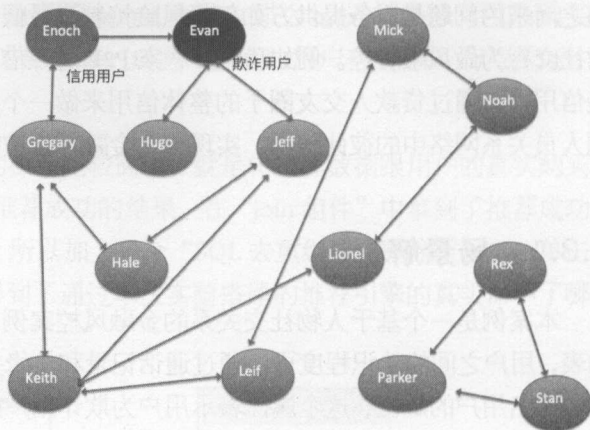 Enoch
Evan
Mick
信用用户
欺诈用户
Noah
Gregary
Hugo
Jeff
Hale
Lionel
Rex
Keith
Leif
Parker
Stan